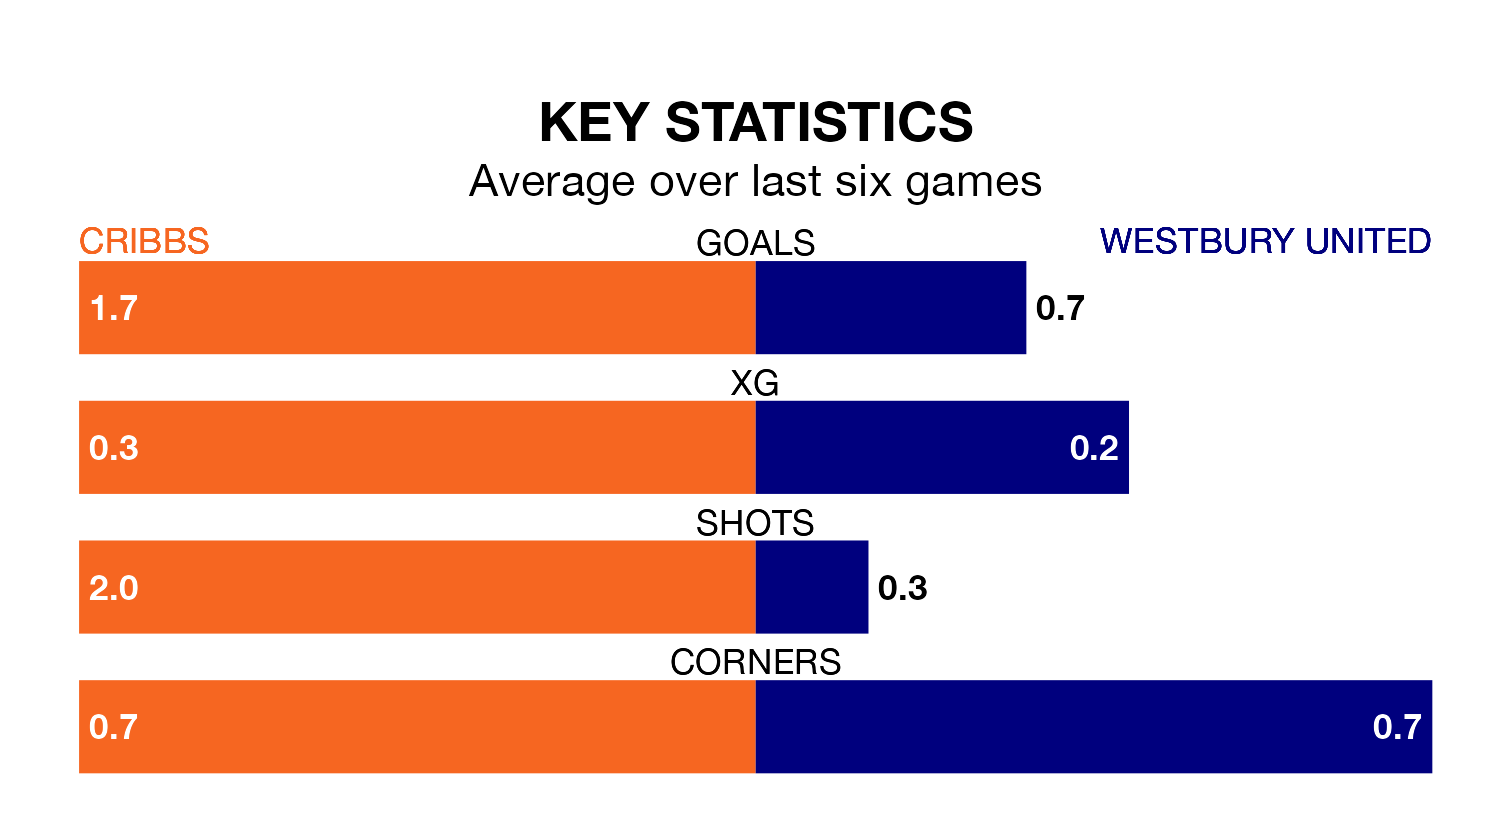 KEY STATISTICS
Average over last six games
CRIBBS GOALS WESTBURY UNITED
1.7 0.7
XG
0.3 0.2
SHOTS
2.0 0.3
CORNERS
0.7 0.7